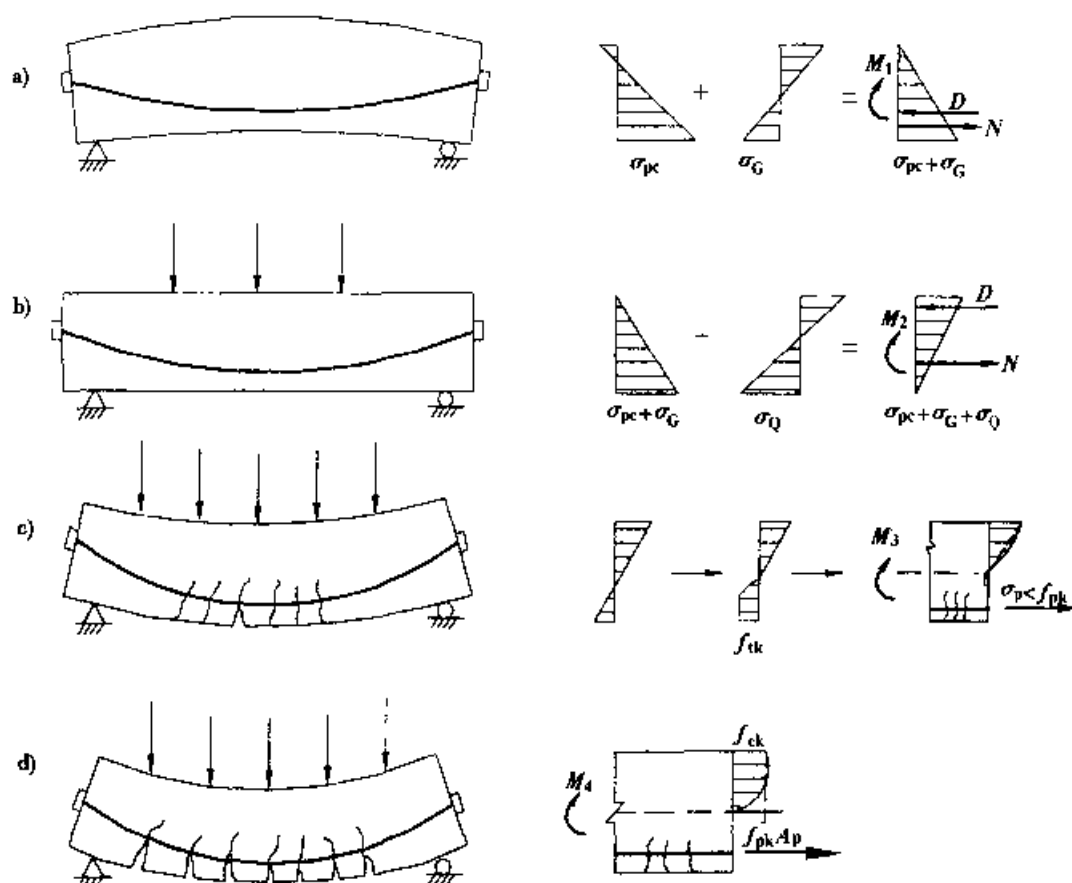 a)
+
=
M₁
D
N
σpc
σG
σpc+σG
b)
=
M₂
D
N
σpc+σG
σQ
σpc+σG+σQ
c)
M₃
σp<fpk
ftk
d)
fck
M₄
fpkAp